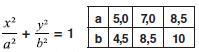 x²/a² + y²/b² = 1
a 5,0 7,0 8,5
b 4,5 8,5 10